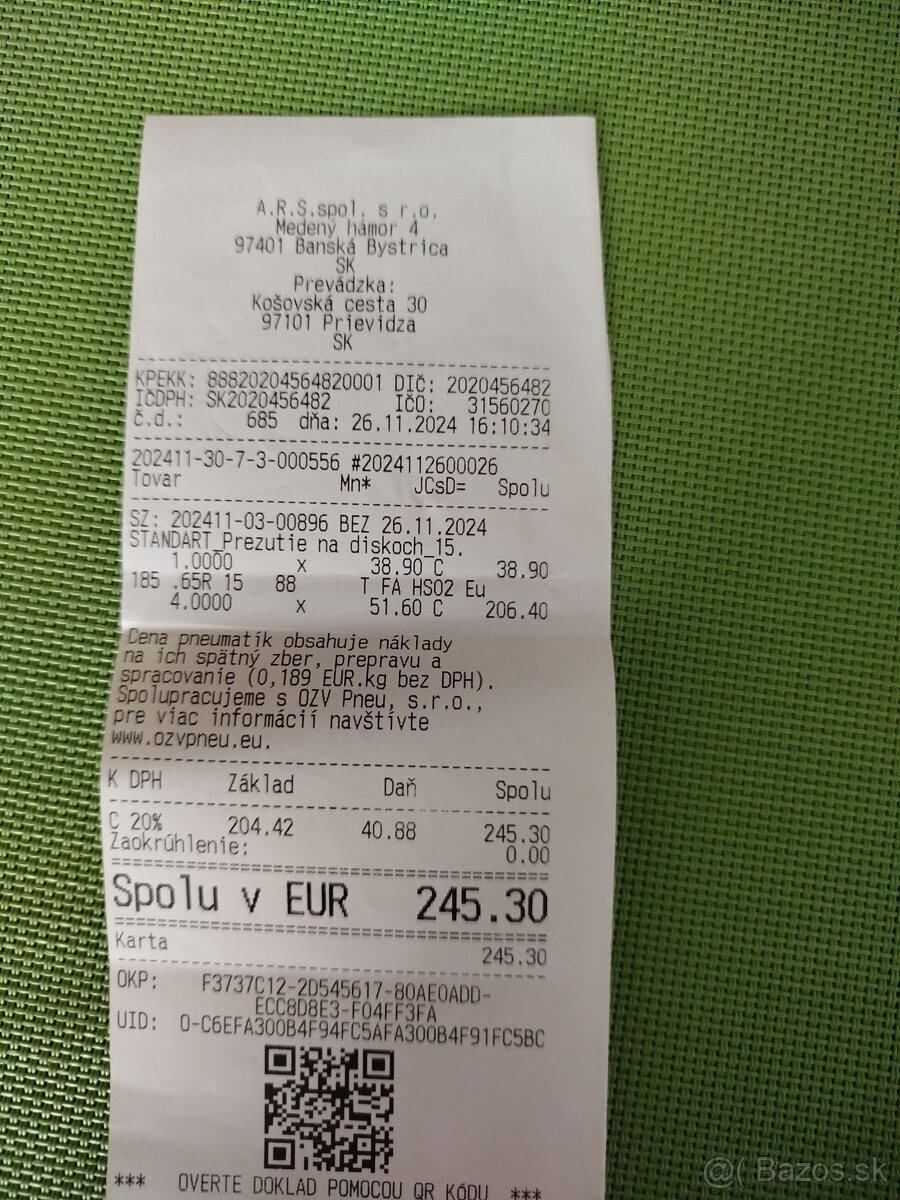 A.R.S.spol. s r.o.
Medený hámor 4
97401 Banská Bystrica
SK
Prevádzka:
Košovská cesta 30
97101 Prievidza
SK
KPEKK: 88820204564820001 DIČ: 2020456482
IČDPH: SK2020456482 IČO: 31560270
č.d.: 685 dňa: 26.11.2024 16:10:34
202411-30-7-3-000556 #2024112600026
Tovar Mn* JCsD= Spolu
SZ: 202411-03-00896 BEZ 26.11.2024
STANDART_Prezutie na diskoch_15.
1.0000 x 38.90 C 38.90
185 .65R 15 88 T FA HS02 Eu
4.0000 x 51.60 C 206.40
Cena pneumatík obsahuje náklady
na ich spätný zber, prepravu a
spracovanie (0,189 EUR.kg bez DPH).
Spolupracujeme s OZV Pneu, s.r.o.,
pre viac informácií navštívte
www.ozvpneu.eu.
K DPH Základ Daň Spolu
C 20% 204.42 40.88 245.30
Zaokrúhlenie: 0.00
Spolu v EUR 245.30
Karta 245.30
OKP: F3737C12-2D545617-80AE0ADD-
ECC8D8E3-F04FF3FA
UID: O-C6EFA300B4F94FC5AFA300B4F91FC5BC
*** OVERTE DOKLAD POMOCOU QR KÓDU ***
@( Bazos.sk